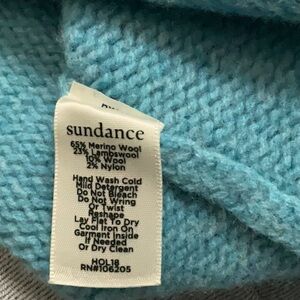 sundance
65% Merino Wool
23% Lambswool
10% Wool
2% Nylon
Hand Wash Cold
Mild Detergent
Do Not Bleach
Do Not Wring
Or Twist
Reshape
Lay Flat To Dry
Cool Iron On
Garment Inside
If Needed
Or Dry Clean
HOL18
RN#106205